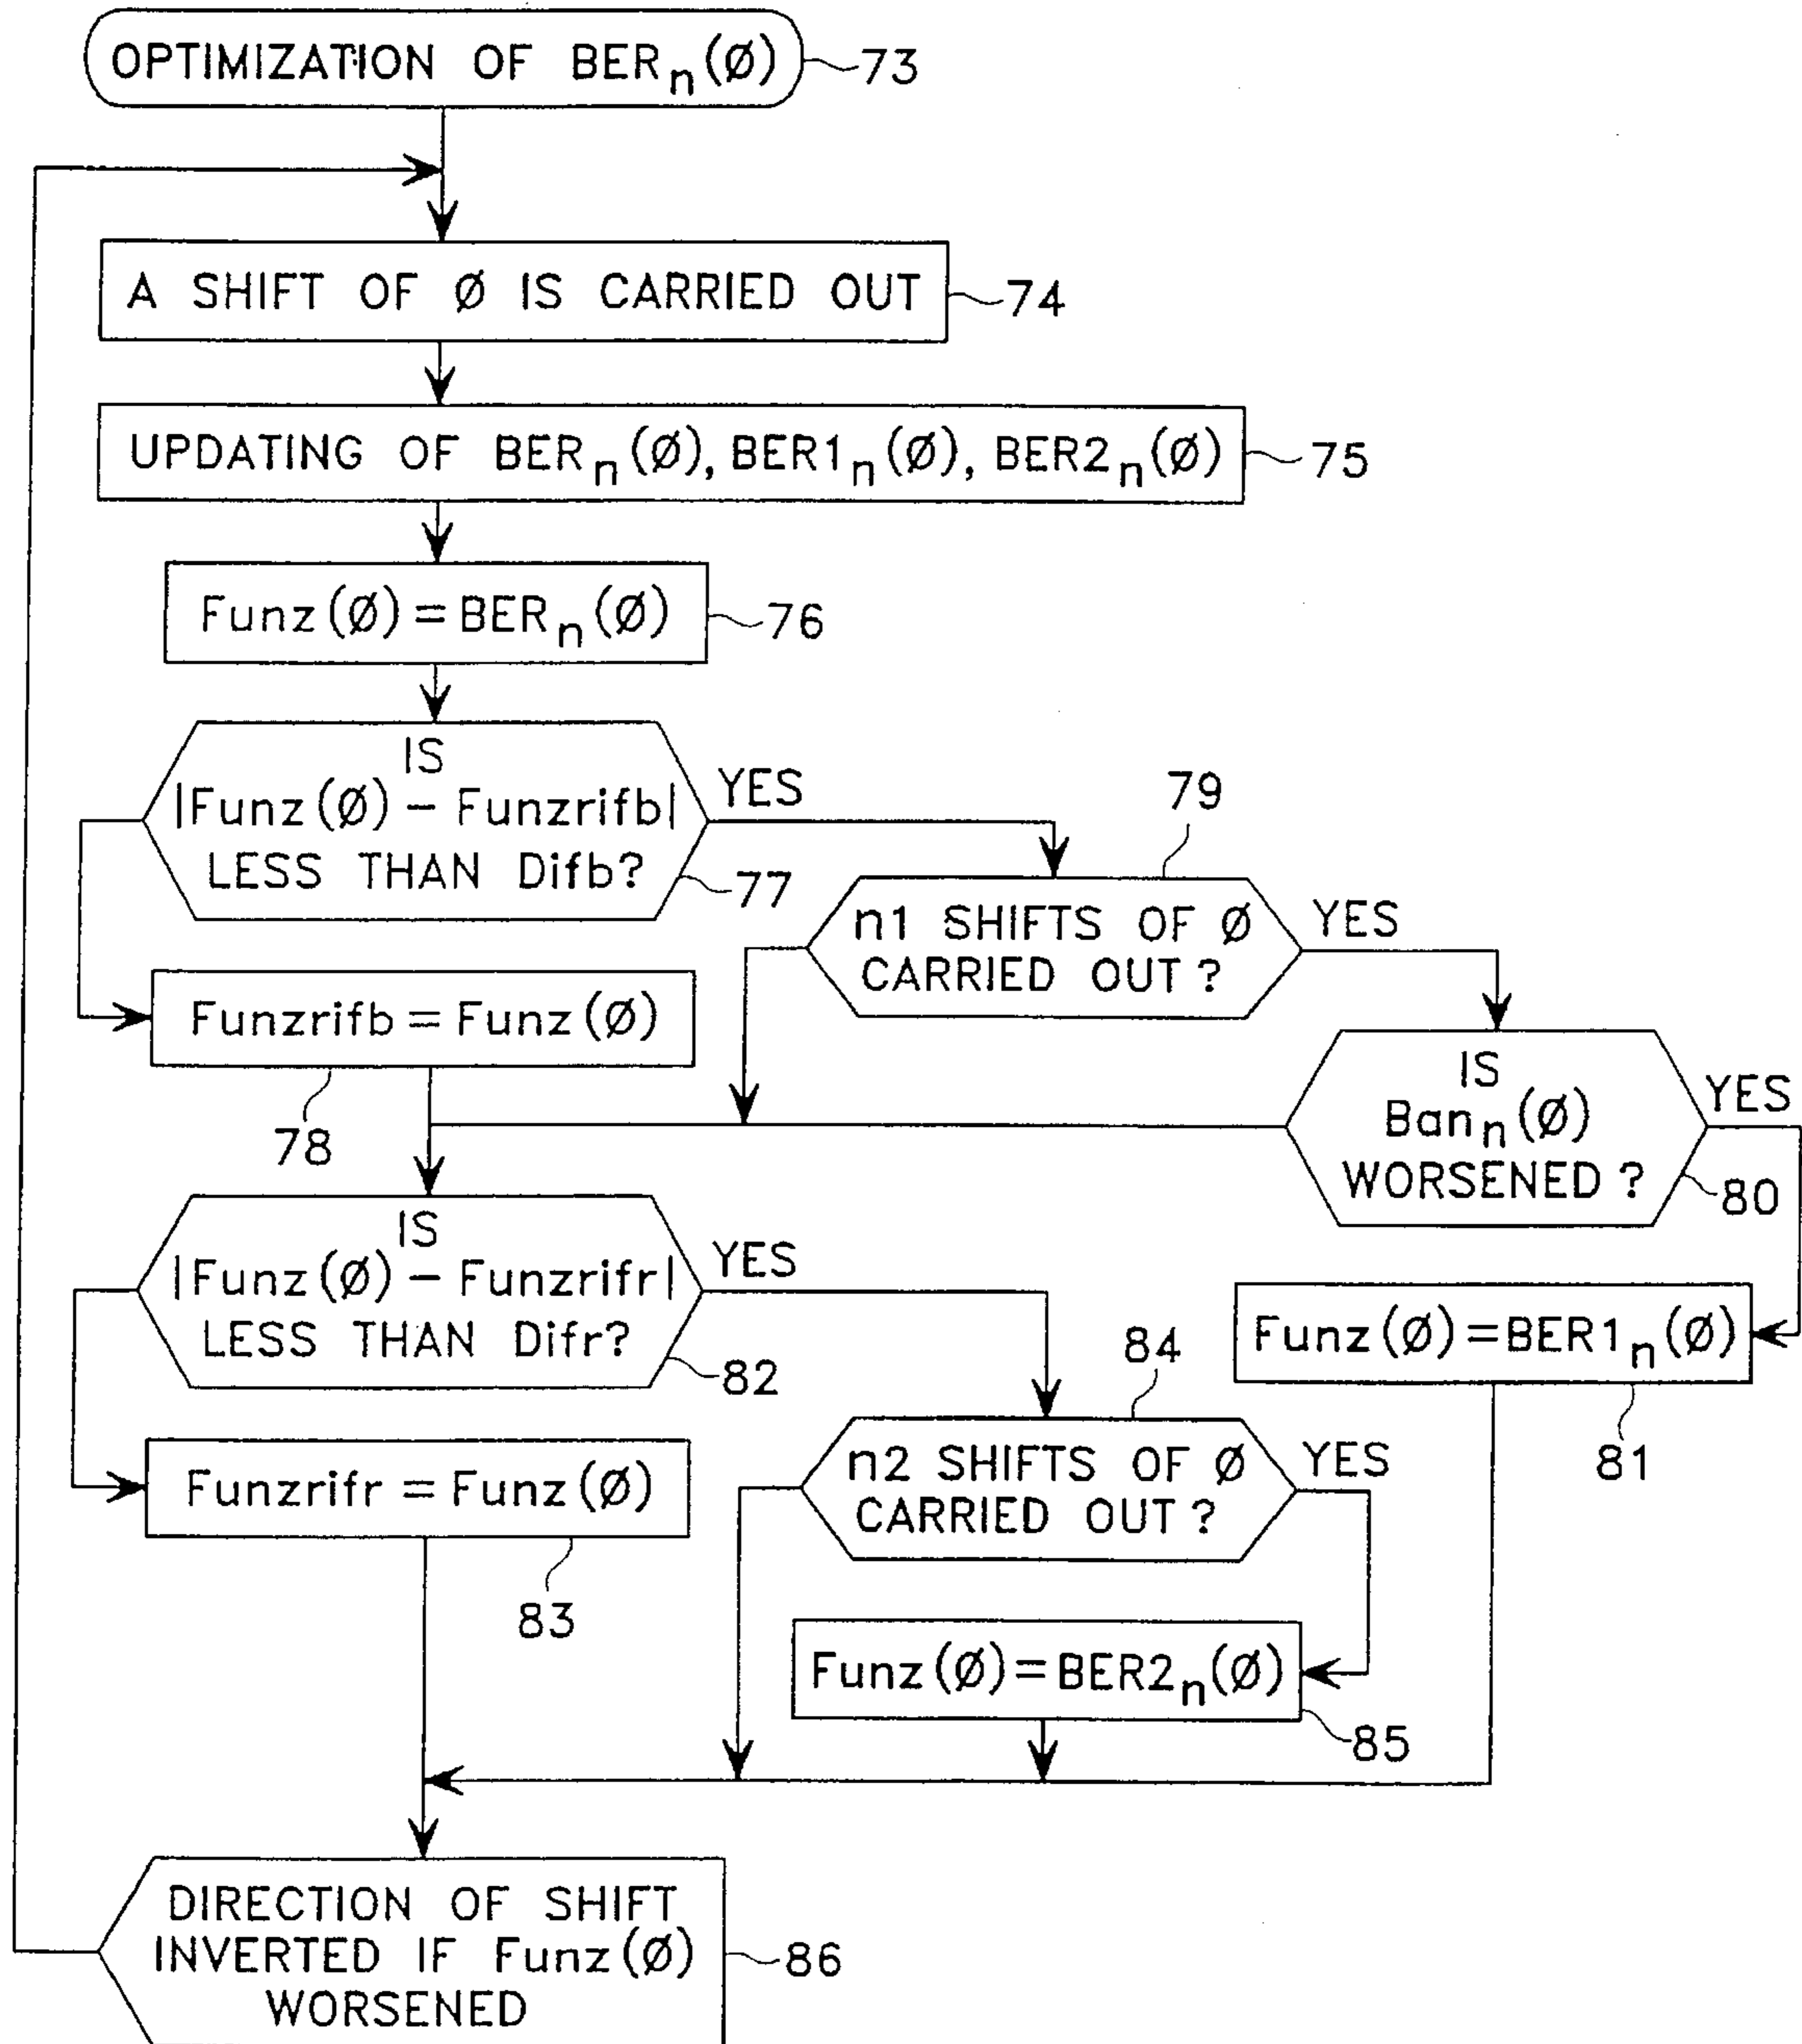 OPTIMIZATION OF BERn(Ø)
73
A SHIFT OF Ø IS CARRIED OUT
74
UPDATING OF BERn(Ø), BER1n(Ø), BER2n(Ø)
75
Funz(Ø) = BERn(Ø)
76
IS
|Funz(Ø) - Funzrifb|
LESS THAN Difb?
YES
77
79
n1 SHIFTS OF Ø
CARRIED OUT?
YES
Funzrifb = Funz(Ø)
78
IS
Bann(Ø)
WORSENED?
YES
80
IS
|Funz(Ø) - Funzrifr|
LESS THAN Difr?
YES
82
Funz(Ø) = BER1n(Ø)
81
84
n2 SHIFTS OF Ø
CARRIED OUT?
YES
Funzrifr = Funz(Ø)
83
Funz(Ø) = BER2n(Ø)
85
DIRECTION OF SHIFT
INVERTED IF Funz(Ø)
WORSENED
86